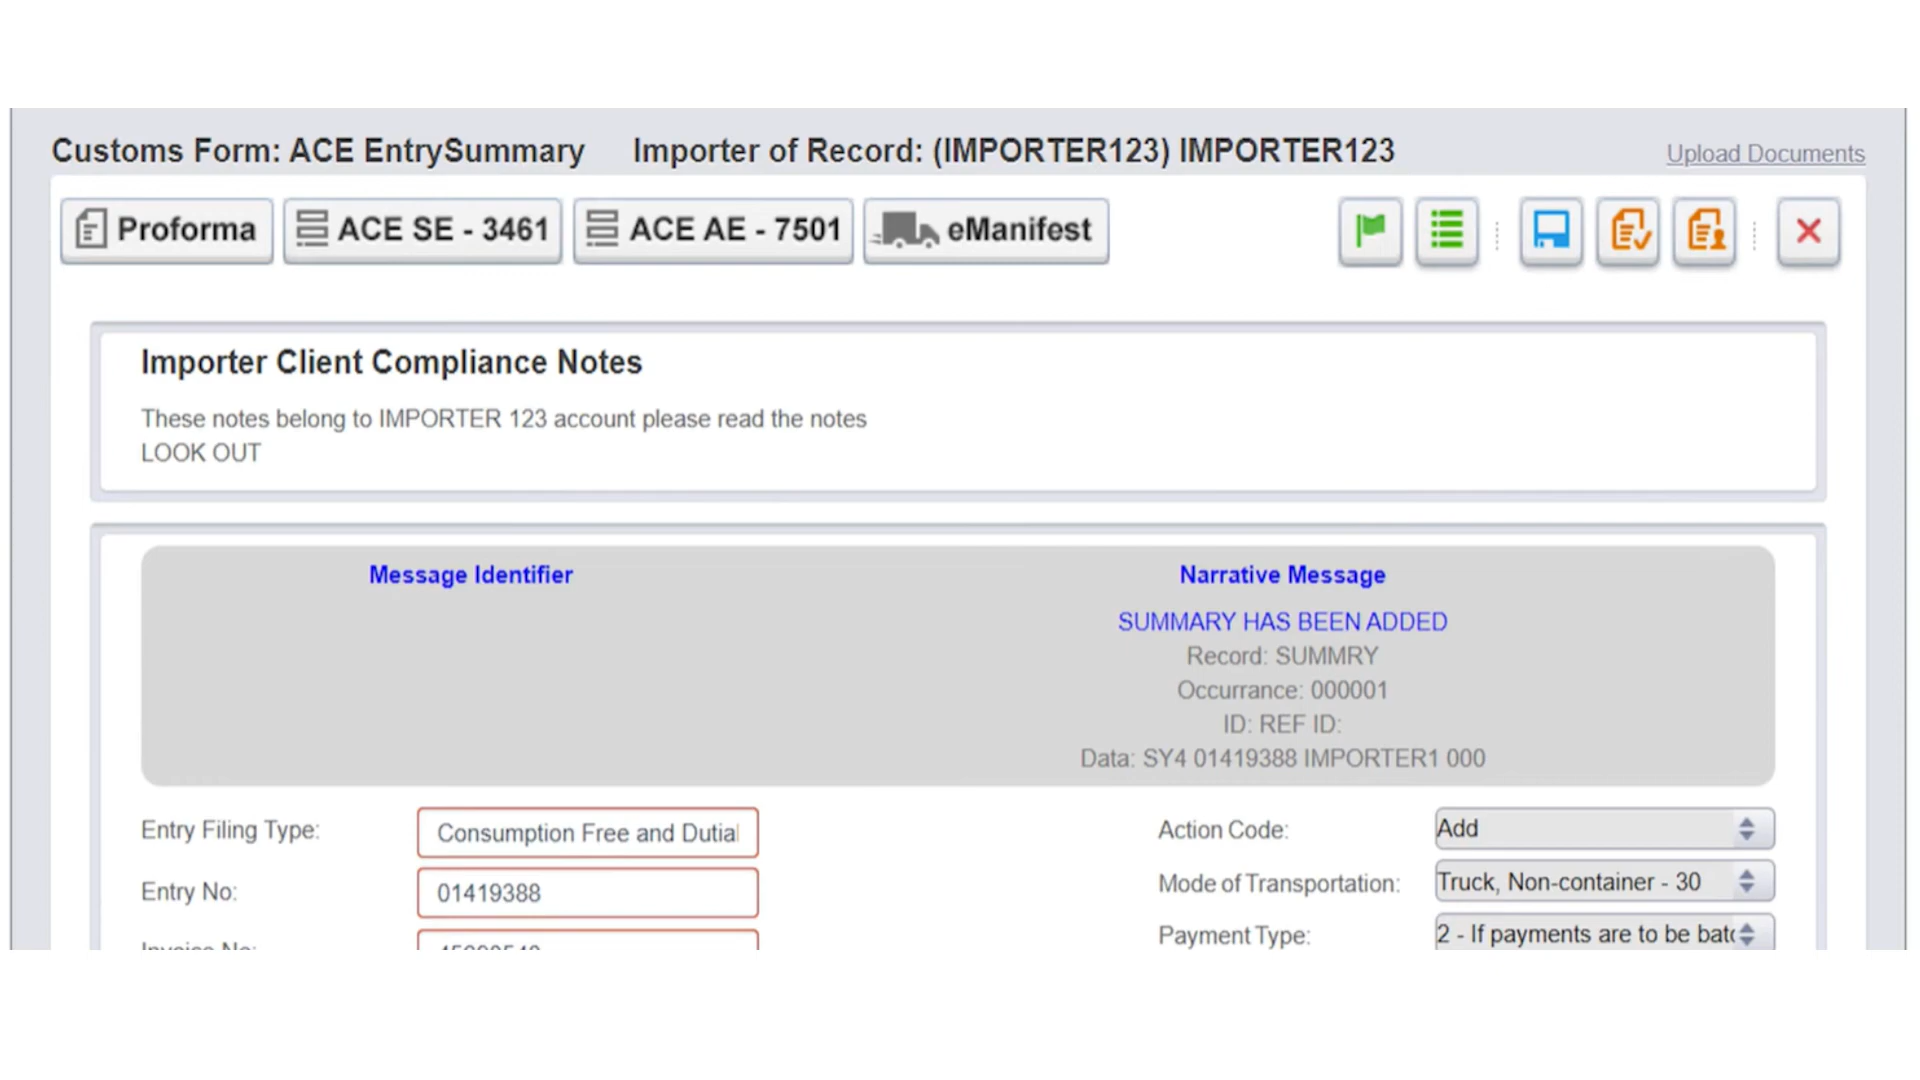 Customs Form: ACE EntrySummary Importer of Record: (IMPORTER123) IMPORTER123 Upload Documents
Proforma ACE SE - 3461 ACE AE - 7501 eManifest
Importer Client Compliance Notes
These notes belong to IMPORTER 123 account please read the notes
LOOK OUT
Message Identifier Narrative Message
SUMMARY HAS BEEN ADDED
Record: SUMMRY
Occurrance: 000001
ID: REF ID:
Data: SY4 01419388 IMPORTER1 000
Entry Filing Type: Consumption Free and Dutial Action Code: Add
Entry No: 01419388 Mode of Transportation: Truck, Non-container - 30
Invoice No: Payment Type: 2 - If payments are to be batc